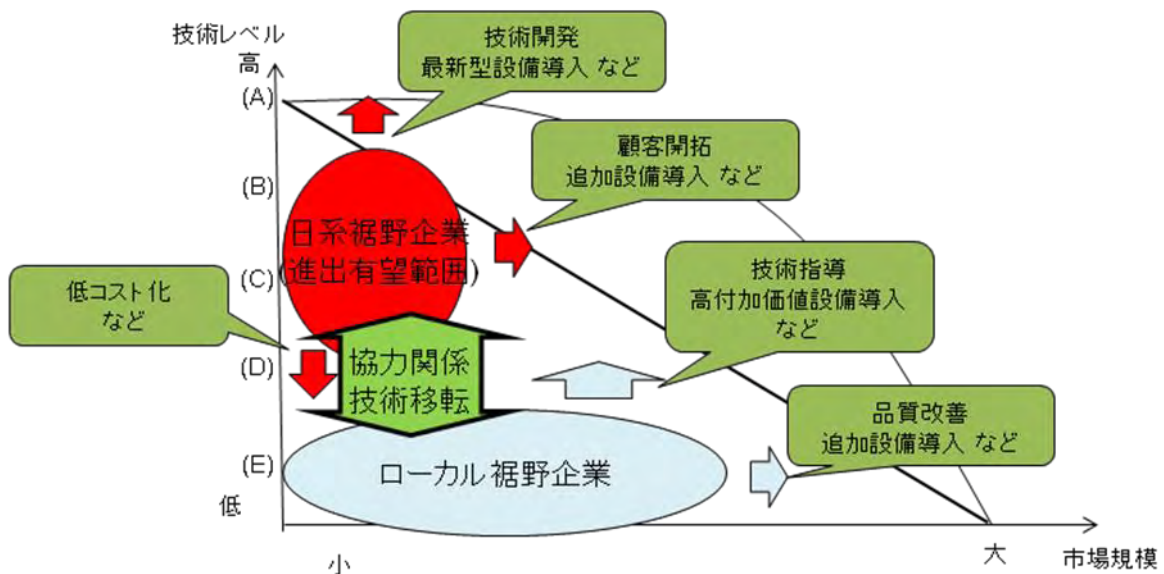 技術レベル
高
技術開発
最新型設備導入 など
(A)
顧客開拓
追加設備導入 など
(B)
日系裾野企業
(進出有望範囲)
(C)
技術指導
高付加価値設備導入
など
低コスト化
など
(D)
協力関係
技術移転
品質改善
追加設備導入 など
(E)
ローカル裾野企業
低
小
大
市場規模